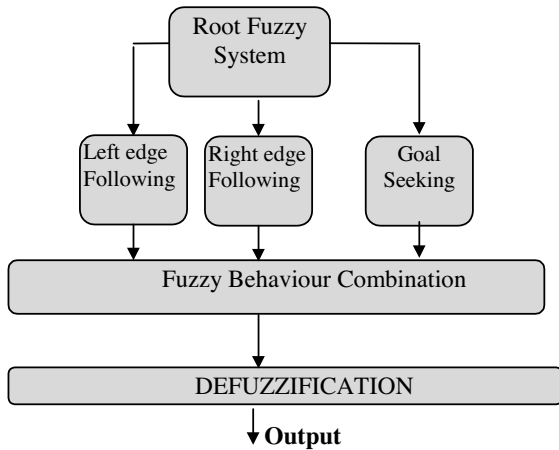 Root Fuzzy
System
Left edge
Following
Right edge
Following
Goal
Seeking
Fuzzy Behaviour Combination
DEFUZZIFICATION
Output